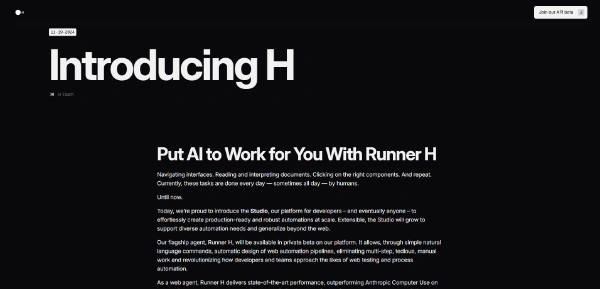 Join our API beta
11-19-2024
Introducing H
H Team
Put AI to Work for You With Runner H
Navigating interfaces. Reading and interpreting documents. Clicking on the right components. And repeat.
Currently, these tasks are done every day — sometimes all day — by humans.
Until now.
Today, we're proud to introduce the Studio, our platform for developers – and eventually anyone – to
effortlessly create production-ready and robust automations at scale. Extensible, the Studio will grow to
support diverse automation needs and generalize beyond the web.
Our flagship agent, Runner H, will be available in private beta on our platform. It allows, through simple natural
language commands, automatic design of web automation pipelines, eliminating multi-step, tedious, manual
work and revolutionizing how developers and teams approach the likes of web testing and process
automation.
As a web agent, Runner H delivers state-of-the-art performance, outperforming Anthropic Computer Use on